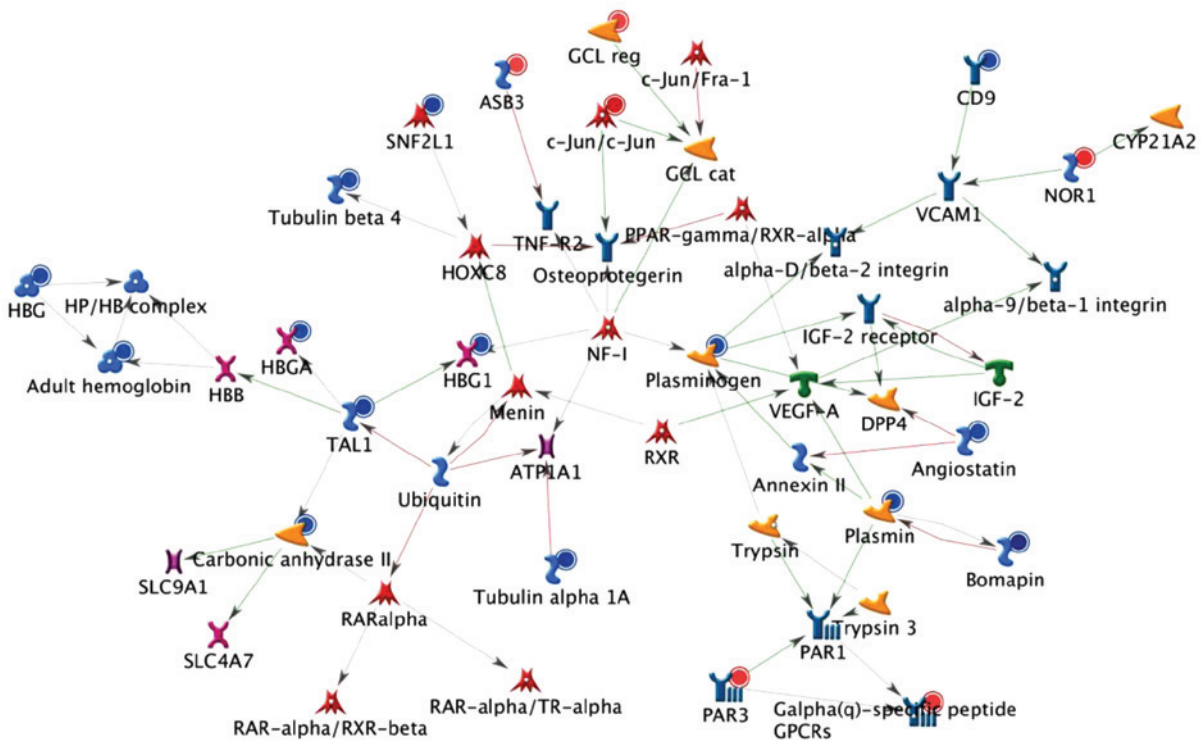 GCL reg
c-Jun/Fra-1
ASB3
CD9
SNF2L1
c-Jun/c-Jun
CYP21A2
GCL cat
NOR1
Tubulin beta 4
VCAM1
TNF-R2
PPAR-gamma/RXR-alpha
HOXC8
Osteoprotegerin
alpha-D/beta-2 integrin
HBG
HP/HB complex
alpha-9/beta-1 integrin
IGF-2 receptor
NF-I
HBGA
HBG1
Plasminogen
Adult hemoglobin
HBB
Menin
VEGF-A
DPP4
IGF-2
TAL1
ATP1A1
RXR
Angiostatin
Ubiquitin
Annexin II
Carbonic anhydrase II
Trypsin
Plasmin
SLC9A1
Tubulin alpha 1A
Bomapin
RARalpha
Trypsin 3
PAR1
SLC4A7
RAR-alpha/TR-alpha
PAR3
Galpha(q)-specific peptide
GPCRs
RAR-alpha/RXR-beta